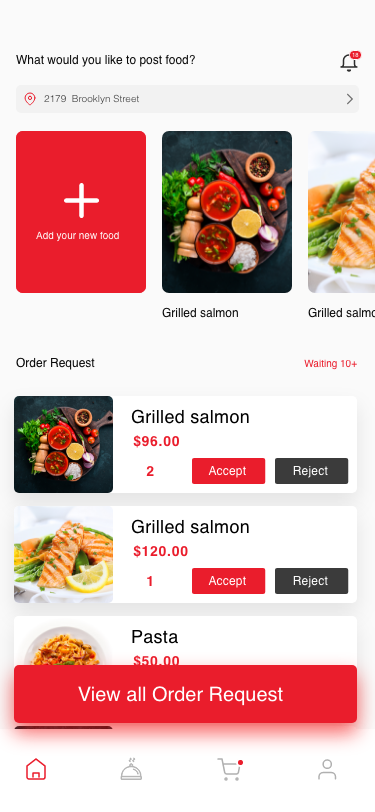 What would you like to post food?
18
2179 Brooklyn Street
Add your new food
Grilled salmon
Grilled salmo
Order Request
Waiting 10+
Grilled salmon
$96.00
2
Accept
Reject
Grilled salmon
$120.00
1
Accept
Reject
Pasta
$50.00
View all Order Request